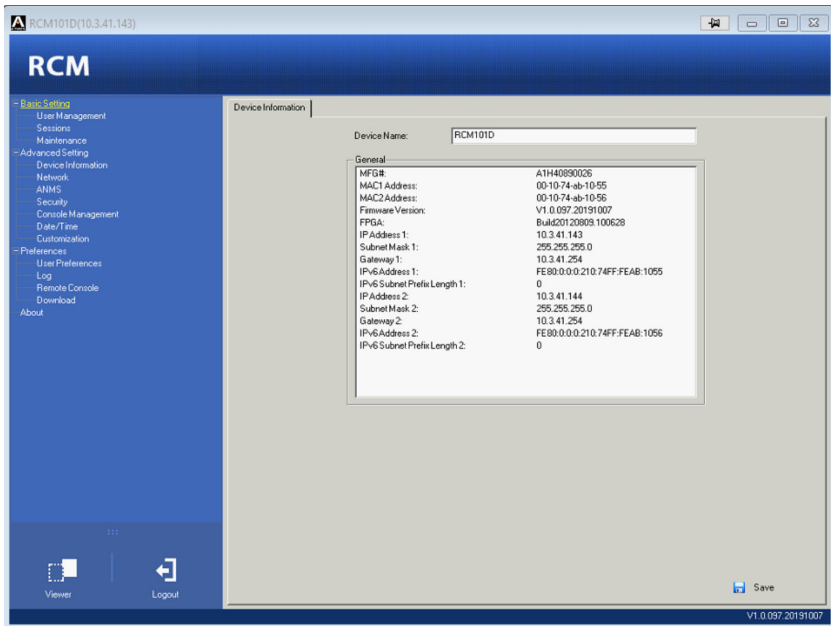 RCM101D(10.3.41.143)
RCM
Basic Setting
User Management
Sessions
Maintenance
Advanced Setting
Device Information
Network
ANMS
Security
Console Management
Date/Time
Customization
Preferences
User Preferences
Log
Remote Console
Download
About
Viewer
Logout
Device Information
Device Name: RCM101D
General
MFG#: A1H40890026
MAC1 Address: 00-10-74-ab-10-55
MAC2 Address: 00-10-74-ab-10-56
Firmware Version: V1.0.097.20191007
FPGA: Build20120809.100628
IP Address 1: 10.3.41.143
Subnet Mask 1: 255.255.255.0
Gateway 1: 10.3.41.254
IPv6 Address 1: FE80:0:0:0:210:74FF:FEAB:1055
IPv6 Subnet Prefix Length 1: 0
IP Address 2: 10.3.41.144
Subnet Mask 2: 255.255.255.0
Gateway 2: 10.3.41.254
IPv6 Address 2: FE80:0:0:0:210:74FF:FEAB:1056
IPv6 Subnet Prefix Length 2: 0
Save
V1.0.097.20191007